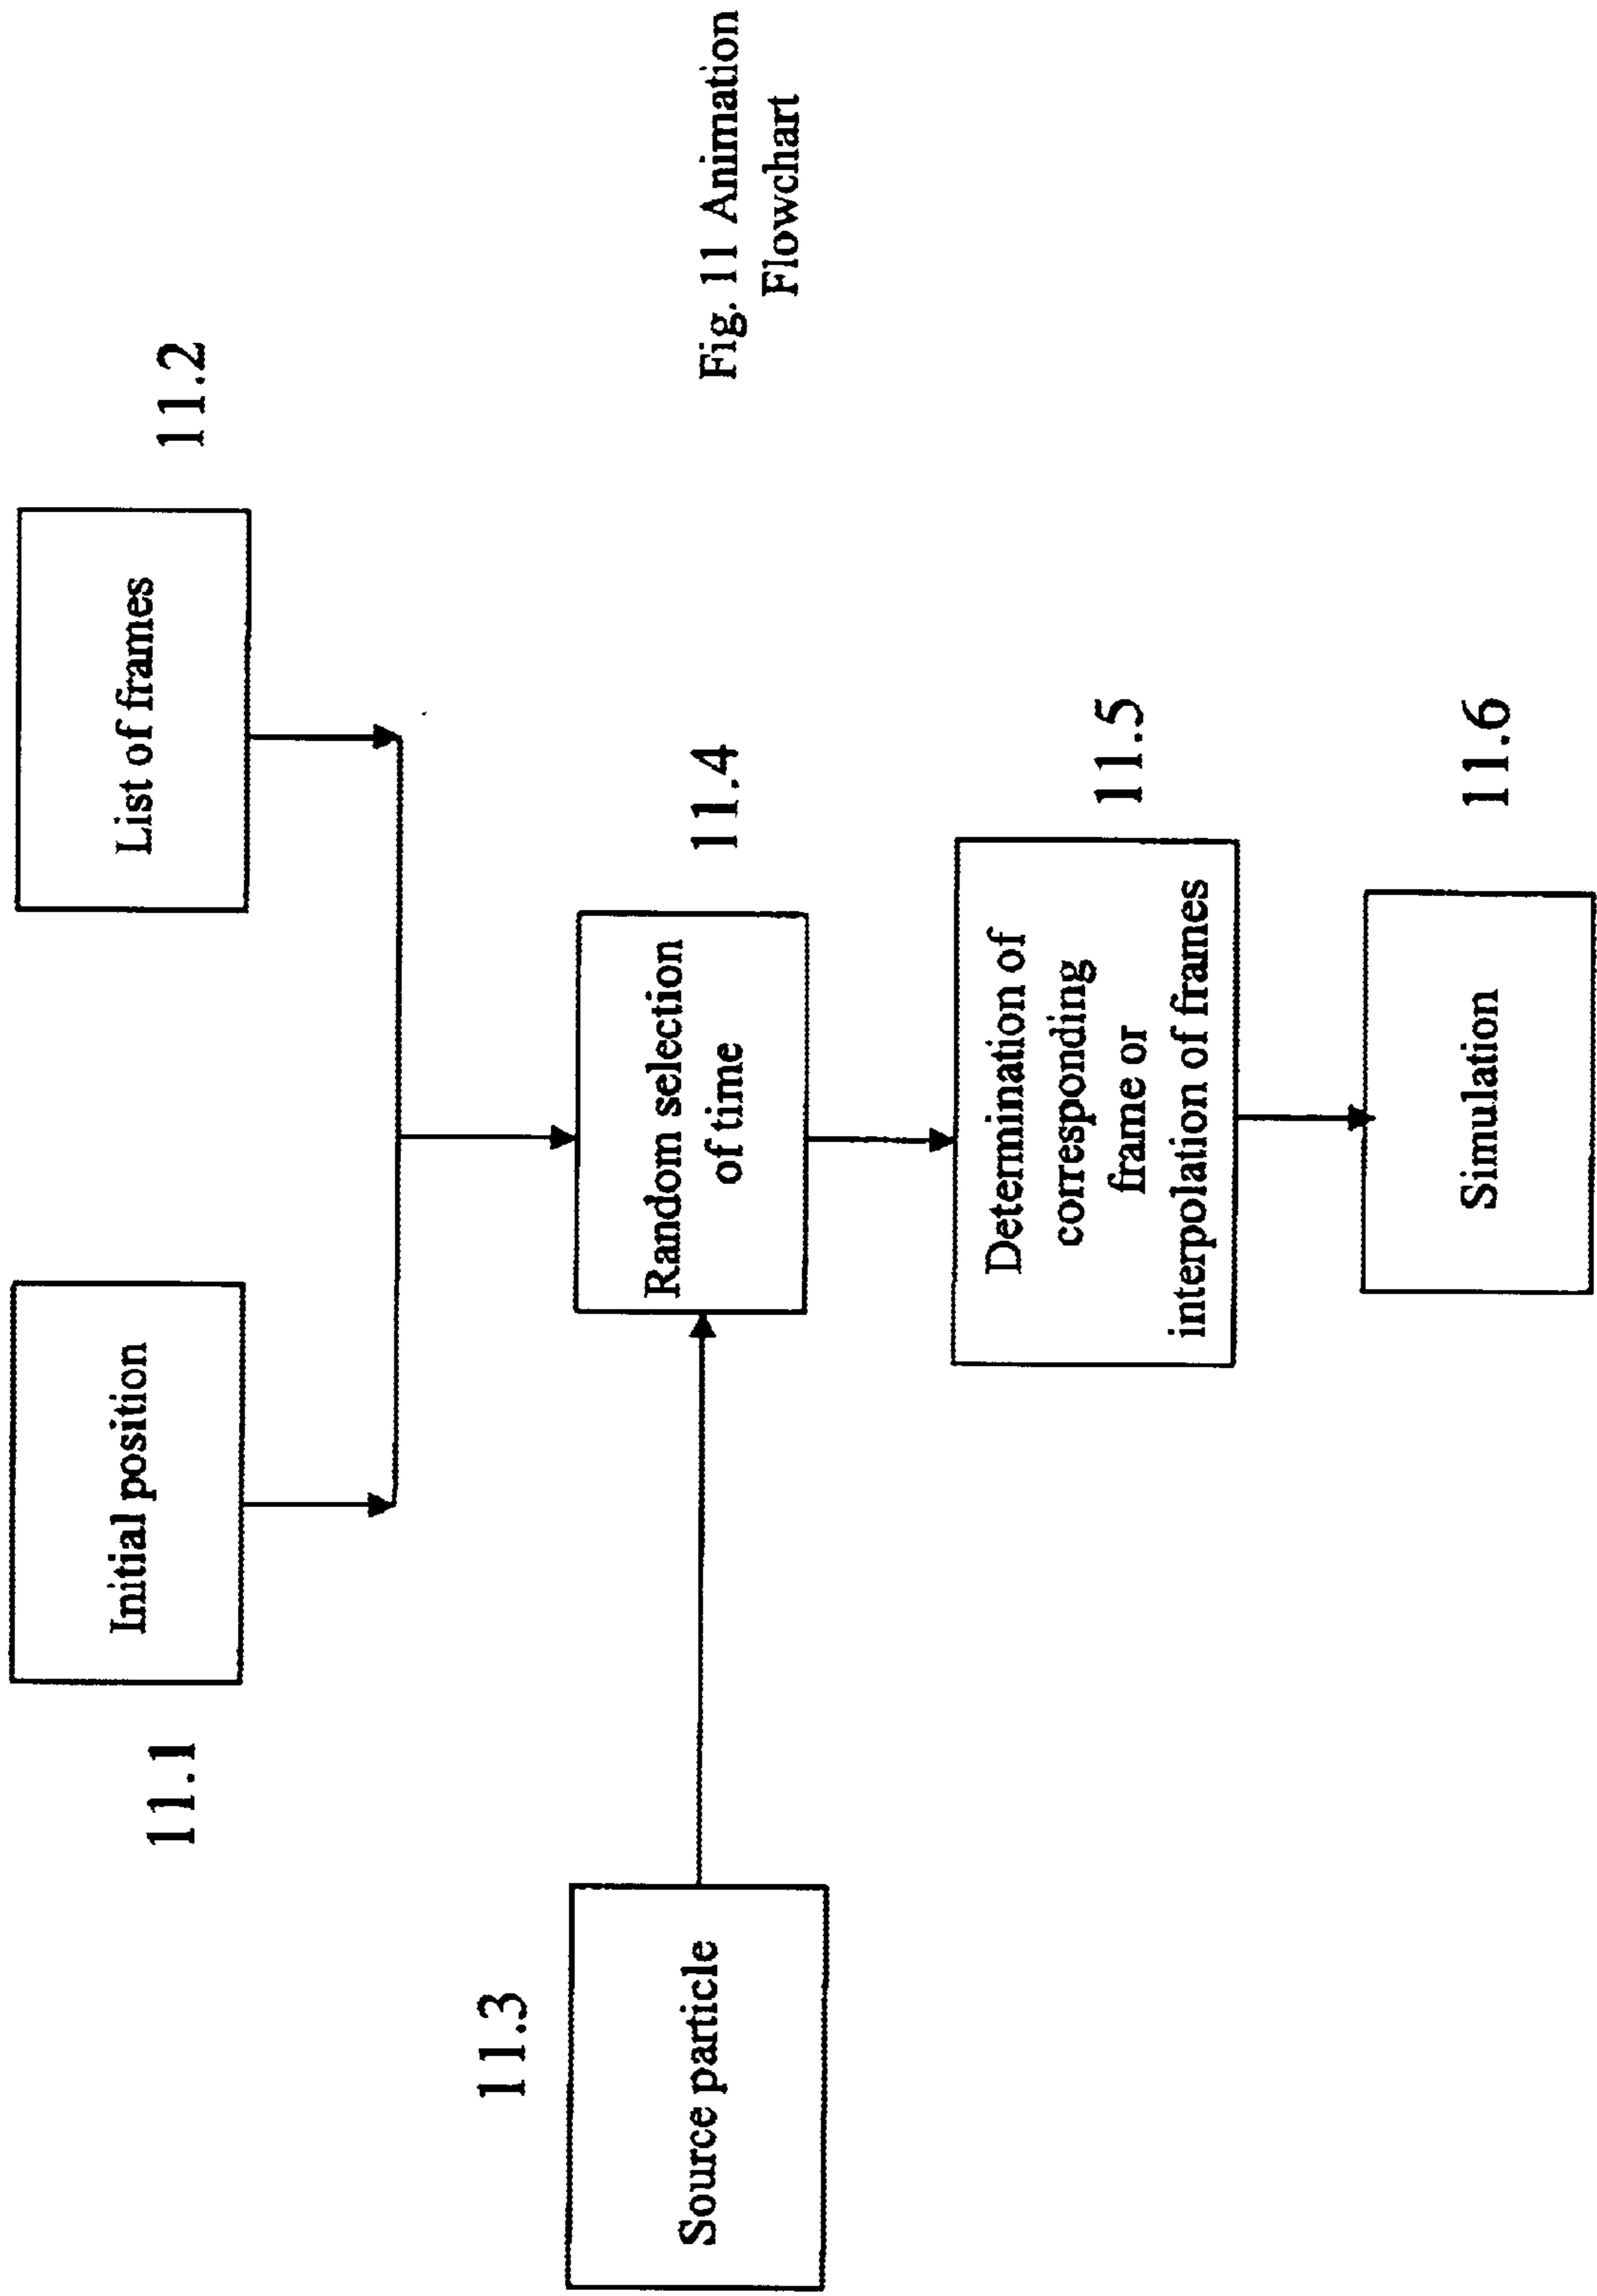 11.1
Initial position
List of frames
11.2
11.3
Source particle
Random selection
of time
11.4
Determination of
corresponding
frame or
interpolation of frames
11.5
Simulation
11.6
Fig. 11 Animation
Flowchart